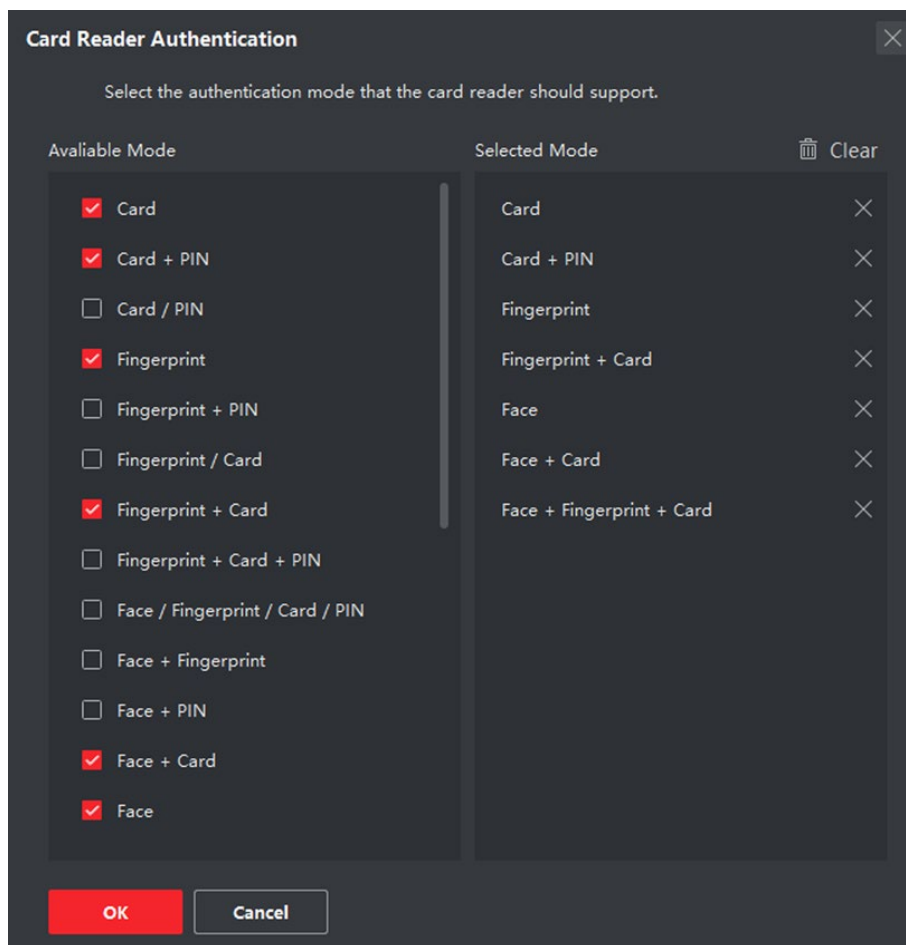 Card Reader Authentication
Select the authentication mode that the card reader should support.
Avaliable Mode
Card
Card + PIN
Card / PIN
Fingerprint
Fingerprint + PIN
Fingerprint / Card
Fingerprint + Card
Fingerprint + Card + PIN
Face / Fingerprint / Card / PIN
Face + Fingerprint
Face + PIN
Face + Card
Face
Selected Mode
Clear
Card
Card + PIN
Fingerprint
Fingerprint + Card
Face
Face + Card
Face + Fingerprint + Card
OK
Cancel